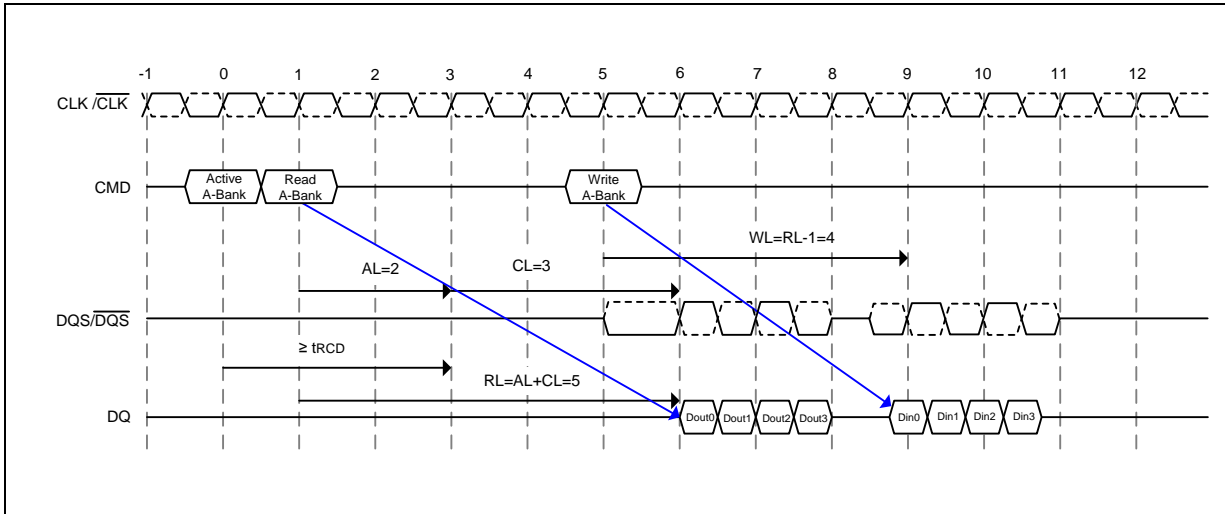 -1 0 1 2 3 4 5 6 7 8 9 10 11 12
CLK /CLK
CMD
Active
A-Bank
Read
A-Bank
Write
A-Bank
WL=RL-1=4
AL=2
CL=3
DQS/DQS
≥ tRCD
RL=AL+CL=5
DQ
Dout0 Dout1 Dout2 Dout3
Din0 Din1 Din2 Din3